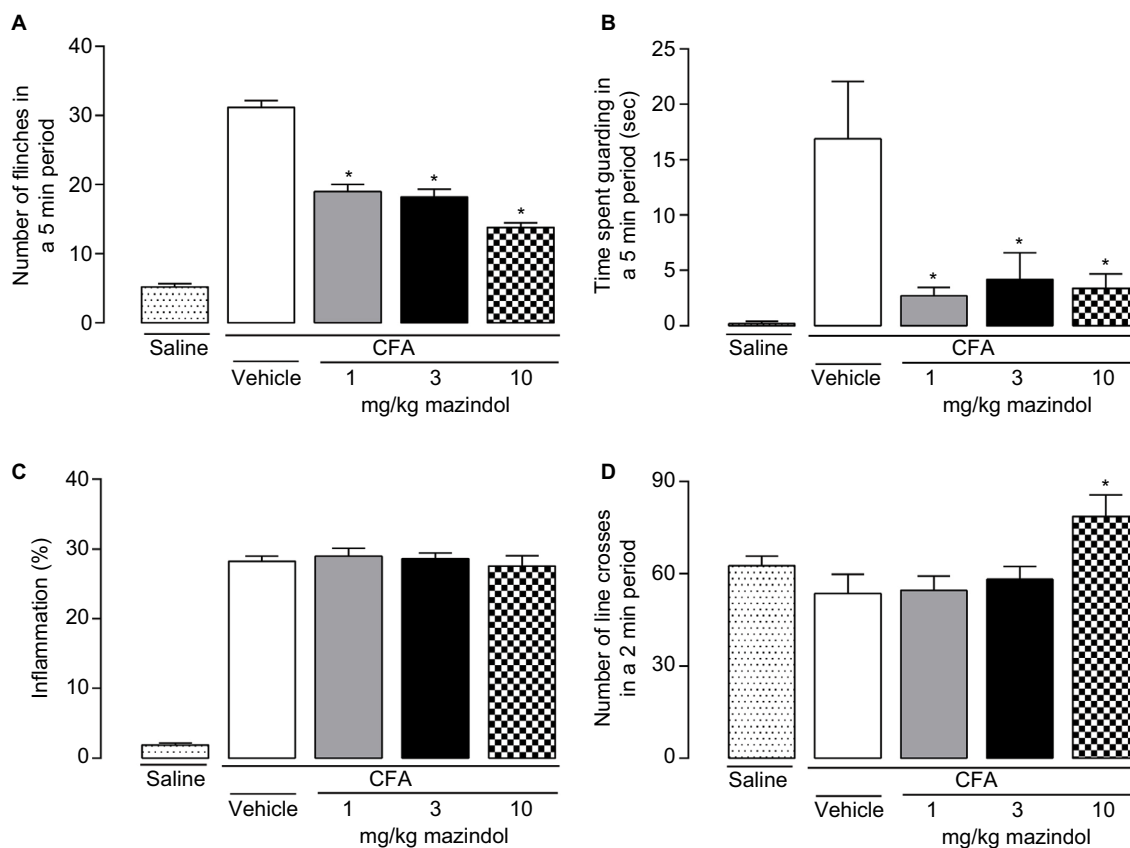 A
Number of flinches in
a 5 min period
40
30
20
10
0
*
*
*
Saline
CFA
Vehicle
1
3
10
mg/kg mazindol
B
Time spent guarding in
a 5 min period (sec)
25
20
15
10
5
0
*
*
*
Saline
CFA
Vehicle
1
3
10
mg/kg mazindol
C
Inflammation (%)
40
30
20
10
0
Saline
CFA
Vehicle
1
3
10
mg/kg mazindol
D
Number of line crosses
in a 2 min period
90
60
30
0
*
Saline
CFA
Vehicle
1
3
10
mg/kg mazindol